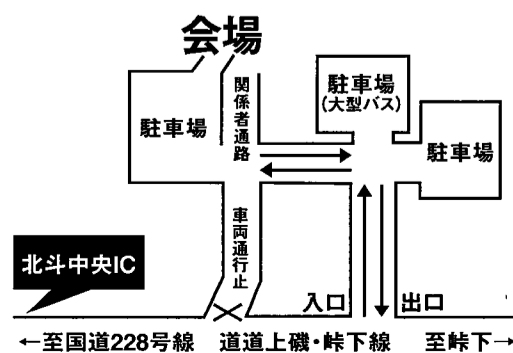 会場
駐車場
関係者通路
駐車場
(大型バス)
駐車場
車両通行止
北斗中央IC
入口
出口
←至国道228号線
道道上磯・峠下線
至峠下→